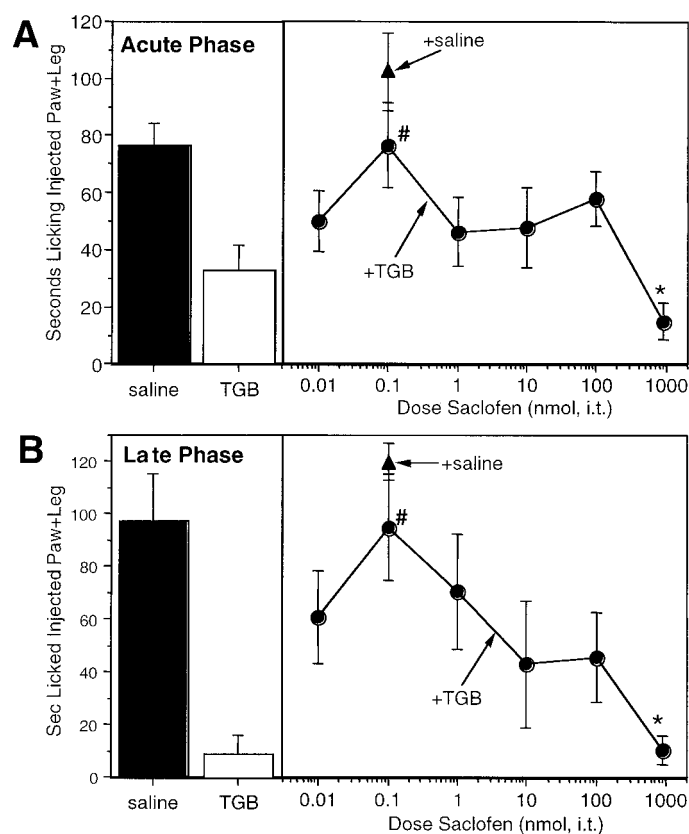 A
Acute Phase
Seconds Licking Injected Paw+Leg
120
100
80
60
40
20
0
saline
TGB
+saline
#
+TGB
*
0.01
0.1
1
10
100
1000
Dose Saclofen (nmol, i.t.)
B
Late Phase
Sec Licked Injected Paw+Leg
120
100
80
60
40
20
0
saline
TGB
+saline
#
+TGB
*
0.01
0.1
1
10
100
1000
Dose Saclofen (nmol, i.t.)